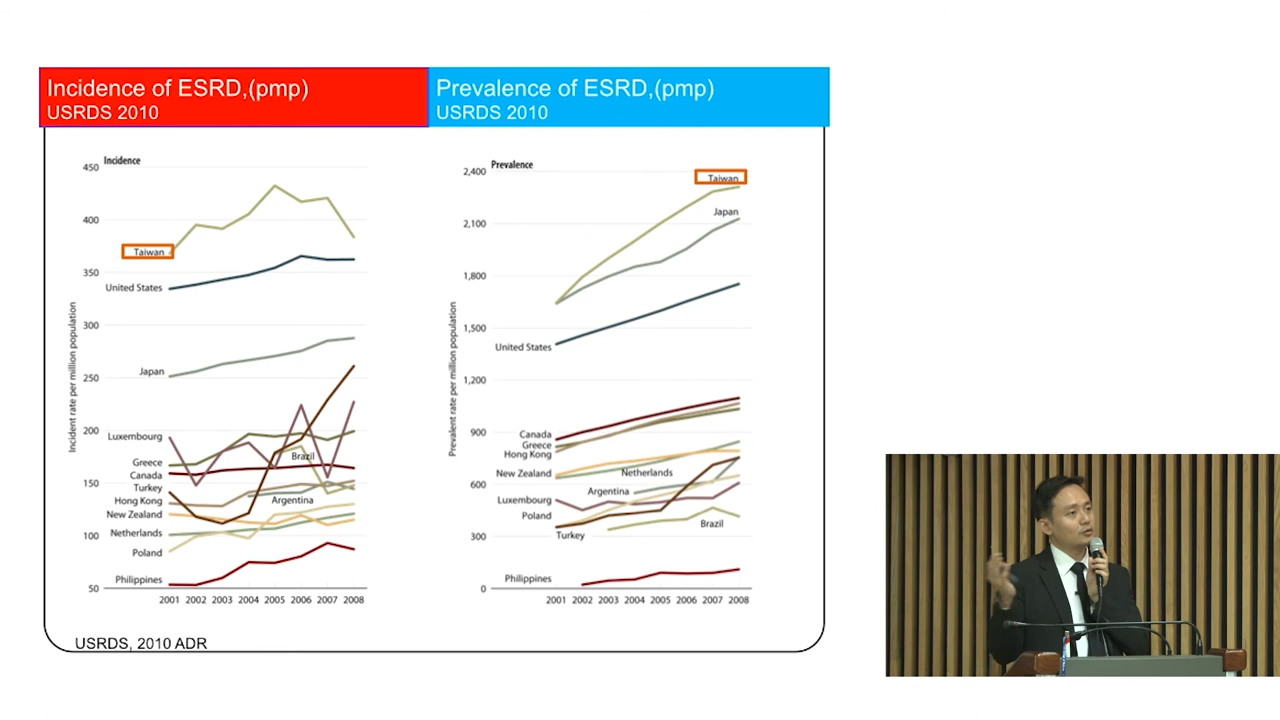 Incidence of ESRD,(pmp)
USRDS 2010
Prevalence of ESRD,(pmp)
USRDS 2010
Incidence
450
400
350
300
250
200
150
100
50
Incident rate per million population
Taiwan
United States
Japan
Luxembourg
Greece
Canada
Turkey
Hong Kong
New Zealand
Netherlands
Poland
Philippines
Brazil
Argentina
2001 2002 2003 2004 2005 2006 2007 2008
Prevalence
2,400
2,100
1,800
1,500
1,200
900
600
300
0
Prevalent rate per million population
Taiwan
Japan
United States
Canada
Greece
Hong Kong
New Zealand
Netherlands
Argentina
Luxembourg
Poland
Brazil
Turkey
Philippines
2001 2002 2003 2004 2005 2006 2007 2008
USRDS, 2010 ADR